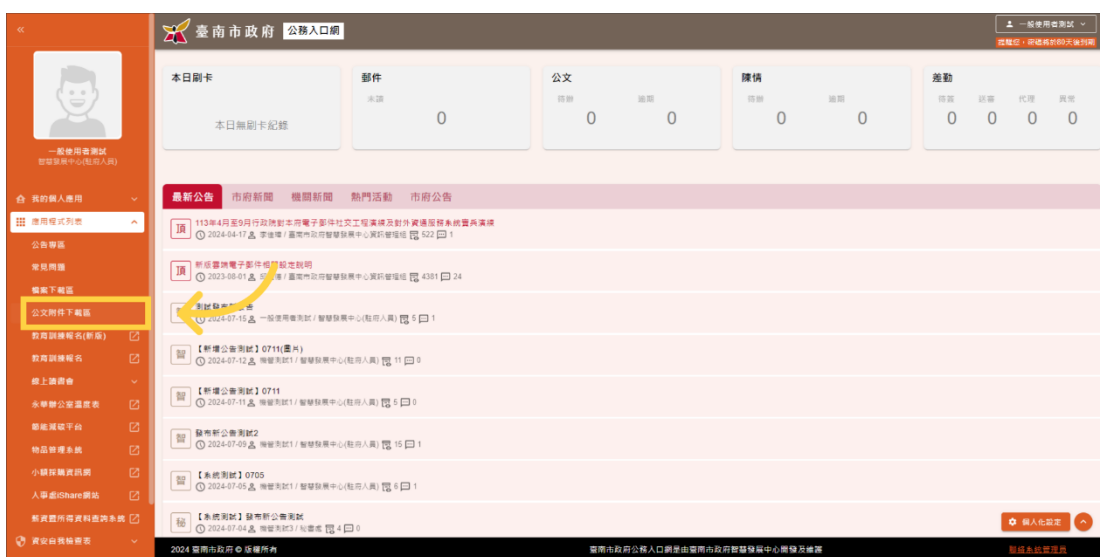 «
臺南市政府 公務入口網
一般使用者測試
提醒您，密碼將於60天後到期
一般使用者測試
智慧發展中心(駐府人員)
我的個人應用
應用程式列表
公告專區
常見問題
檔案下載區
公文附件下載區
教育訓練報名(新版)
教育訓練報名
線上讀書會
永華辦公室溫度表
節能減碳平台
物品管理系統
小額採購資訊網
人事處iShare網站
薪資暨所得資料查詢系統
資安自我檢查表
本日刷卡
本日無刷卡紀錄
郵件
未讀
0
公文
待辦 逾期
0 0
陳情
待辦 逾期
0 0
差勤
待簽 送簽 代理 異常
0 0 0 0
最新公告 市府新聞 機關新聞 熱門活動 市府公告
頂 113年4月至9月行政院對本府電子郵件社交工程演練及對外資通服務系統實兵演練
2024-04-17 李佳瑋 / 臺南市政府智慧發展中心資訊管理組 522 1
頂 新版雲端電子郵件相關設定說明
2023-08-01 / 臺南市政府智慧發展中心資訊管理組 4381 24
測試發布新公告
2024-07-15 一般使用者測試 / 智慧發展中心(駐府人員) 5 1
智 【新增公告測試】0711(圖片)
2024-07-12 機管測試1 / 智慧發展中心(駐府人員) 11 0
智 【新增公告測試】0711
2024-07-11 機管測試1 / 智慧發展中心(駐府人員) 5 0
智 發布新公告測試2
2024-07-09 機管測試1 / 智慧發展中心(駐府人員) 15 1
智 【系統測試】0705
2024-07-05 機管測試1 / 智慧發展中心(駐府人員) 6 1
秘 【系統測試】發布新公告測試
2024-07-04 機管測試3 / 秘書處 4 0
個人化設定
2024 臺南市政府 © 版權所有
臺南市政府公務入口網是由臺南市政府智慧發展中心開發及維護
聯絡系統管理員